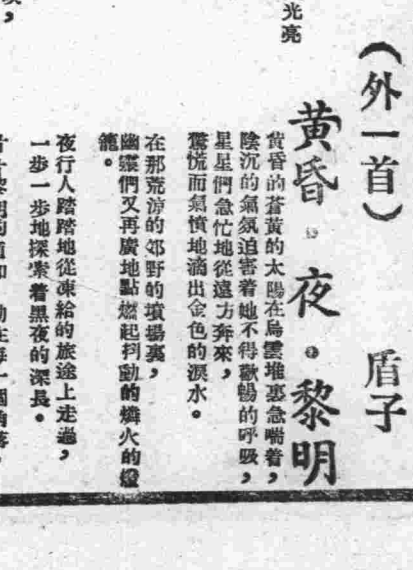 （外一首） 盾子
黃昏·夜·黎明
光亮
黃昏的蒼黃的太陽在烏雲堆裏急喘着，
陰沉的氣氛迫害着她不得歡暢的呼吸，
星星們急忙地從遠方奔來，
驚慌而氣憤地滴出金色的淚水。
在那荒涼的郊野的墳場裏，
幽靈們又再廣地點燃起抖動的燐火的燈
籠。
夜行人踏踏地從凍給的旅途上走過，
一步一步地探索着黑夜的深長。